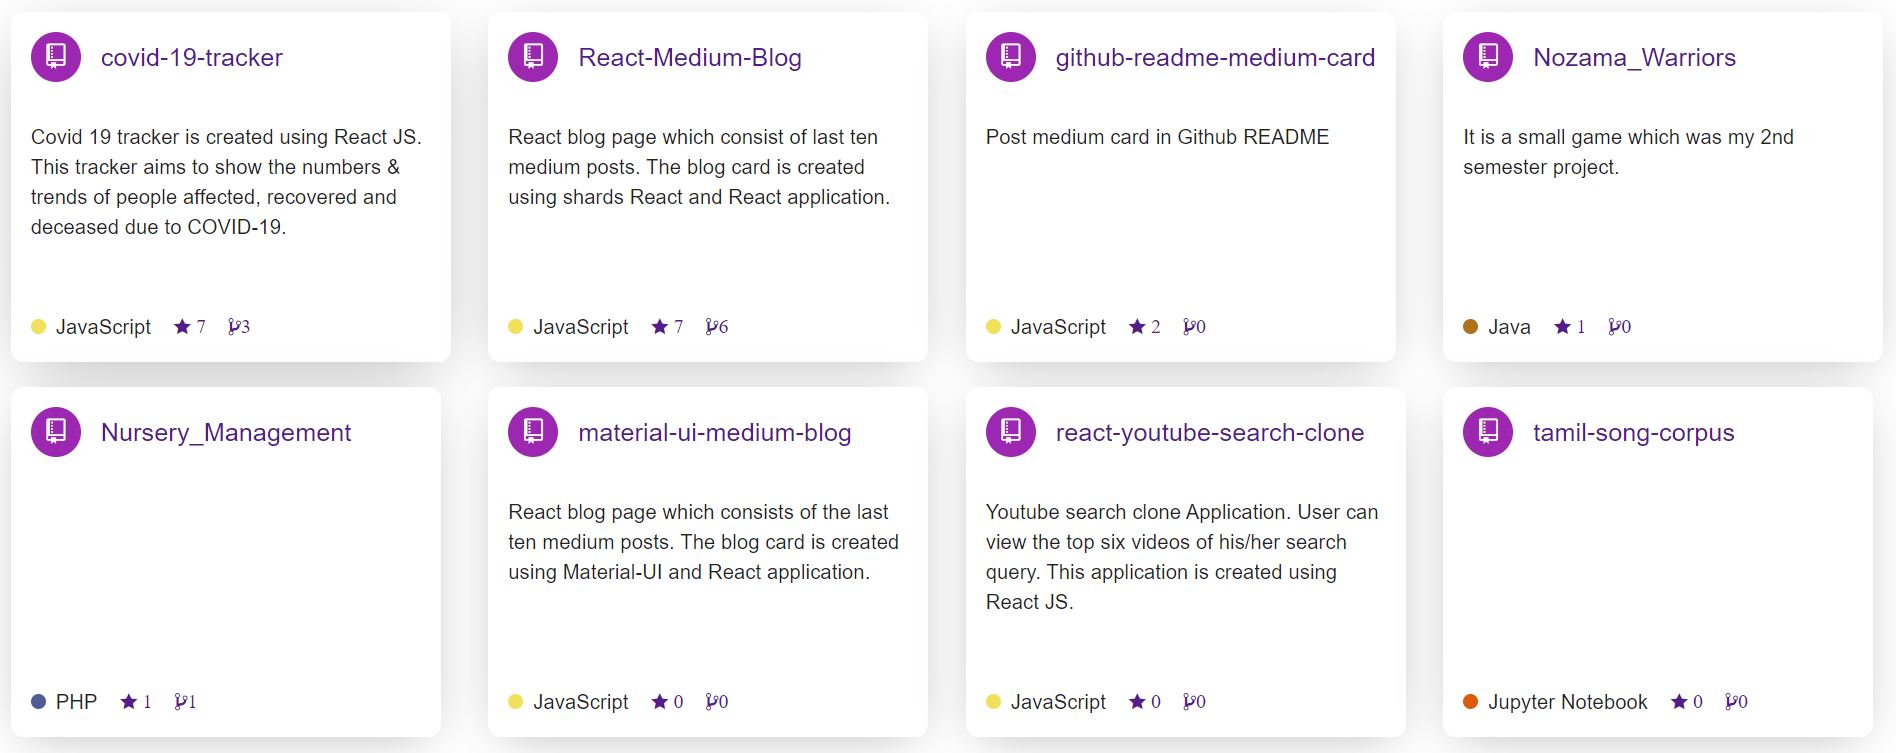 covid-19-tracker
Covid 19 tracker is created using React JS.
This tracker aims to show the numbers &
trends of people affected, recovered and
deceased due to COVID-19.
JavaScript 7 3
React-Medium-Blog
React blog page which consist of last ten
medium posts. The blog card is created
using shards React and React application.
JavaScript 7 6
github-readme-medium-card
Post medium card in Github README
JavaScript 2 0
Nozama_Warriors
It is a small game which was my 2nd
semester project.
Java 1 0
Nursery_Management
PHP 1 1
material-ui-medium-blog
React blog page which consists of the last
ten medium posts. The blog card is created
using Material-UI and React application.
JavaScript 0 0
react-youtube-search-clone
Youtube search clone Application. User can
view the top six videos of his/her search
query. This application is created using
React JS.
JavaScript 0 0
tamil-song-corpus
Jupyter Notebook 0 0